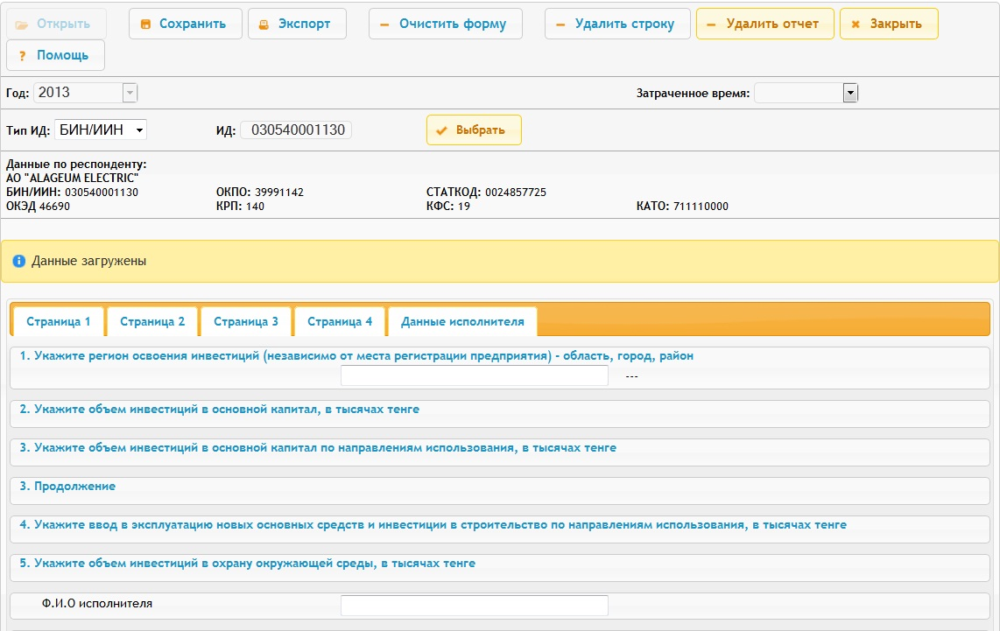 Открыть Сохранить Экспорт Очистить форму Удалить строку Удалить отчет Закрыть
Помощь
Год: 2013 Затраченное время:
Тип ИД: БИН/ИИН ИД: 030540001130 Выбрать
Данные по респонденту:
АО "ALAGEUM ELECTRIC"
БИН/ИИН: 030540001130 ОКПО: 39991142 СТАТКОД: 0024857725
ОКЭД 46690 КРП: 140 КФС: 19 КАТО: 711110000
Данные загружены
Страница 1 Страница 2 Страница 3 Страница 4 Данные исполнителя
1. Укажите регион освоения инвестиций (независимо от места регистрации предприятия) - область, город, район
---
2. Укажите объем инвестиций в основной капитал, в тысячах тенге
3. Укажите объем инвестиций в основной капитал по направлениям использования, в тысячах тенге
3. Продолжение
4. Укажите ввод в эксплуатацию новых основных средств и инвестиции в строительство по направлениям использования, в тысячах тенге
5. Укажите объем инвестиций в охрану окружающей среды, в тысячах тенге
Ф.И.О исполнителя